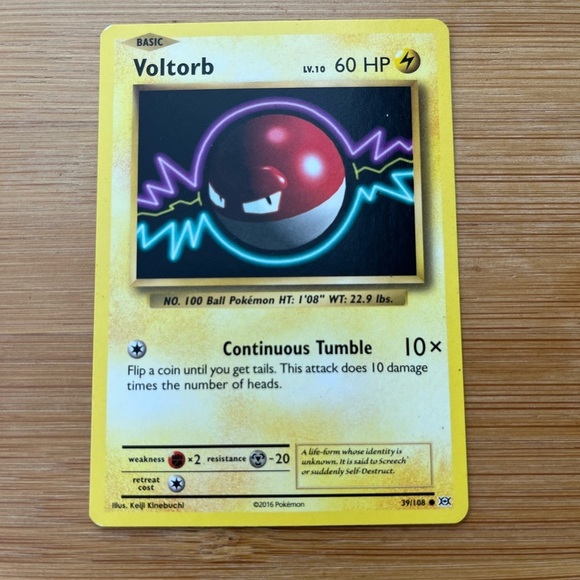 BASIC
Voltorb LV.10 60 HP
NO. 100 Ball Pokémon HT: 1'08" WT: 22.9 lbs.
Continuous Tumble 10×
Flip a coin until you get tails. This attack does 10 damage
times the number of heads.
weakness ×2 resistance -20
retreat
cost
A life-form whose identity is
unknown. It is said to Screech
or suddenly Self-Destruct.
Illus. Keiji Kinebuchi ©2016 Pokémon 39/108